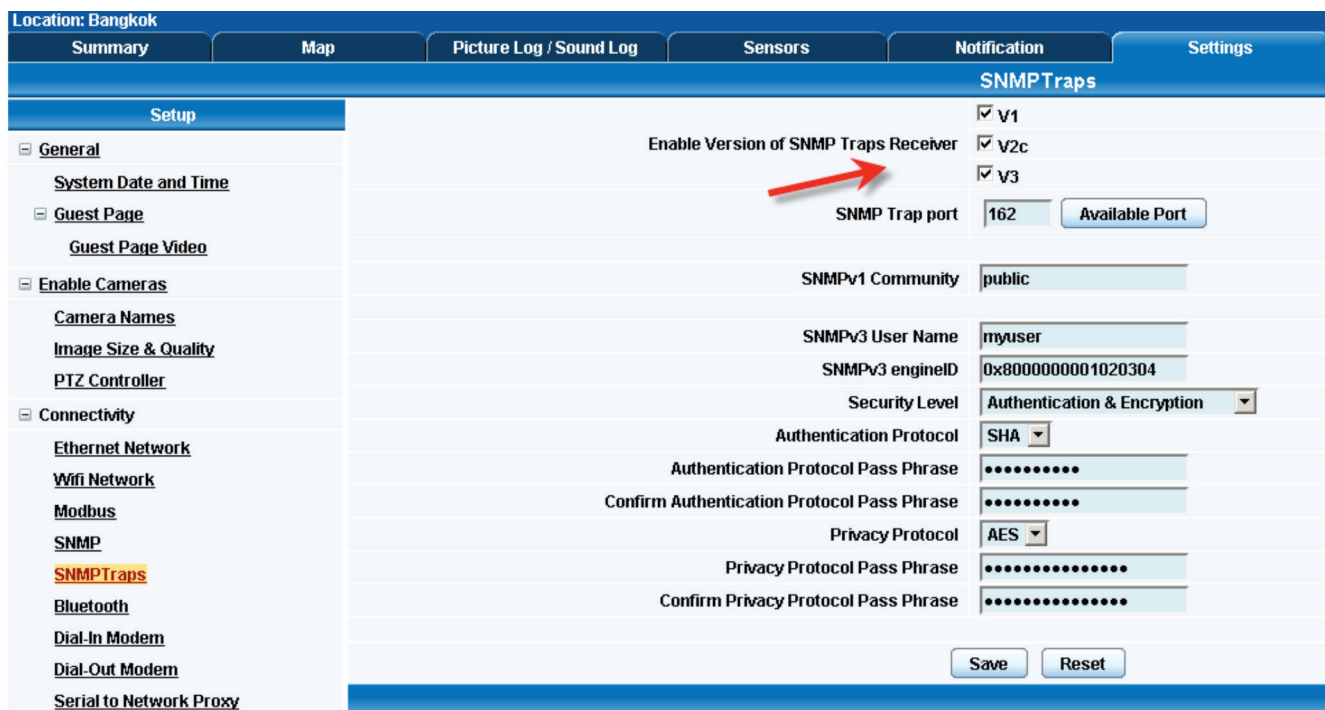 Location: Bangkok
Summary Map Picture Log / Sound Log Sensors Notification Settings
SNMPTraps
Setup
General
System Date and Time
Guest Page
Guest Page Video
Enable Cameras
Camera Names
Image Size & Quality
PTZ Controller
Connectivity
Ethernet Network
Wifi Network
Modbus
SNMP
SNMPTraps
Bluetooth
Dial-In Modem
Dial-Out Modem
Serial to Network Proxy
Enable Version of SNMP Traps Receiver
V1
V2c
V3
SNMP Trap port 162 Available Port
SNMPv1 Community public
SNMPv3 User Name myuser
SNMPv3 engineID 0x8000000001020304
Security Level Authentication & Encryption
Authentication Protocol SHA
Authentication Protocol Pass Phrase ••••••••••
Confirm Authentication Protocol Pass Phrase ••••••••••
Privacy Protocol AES
Privacy Protocol Pass Phrase •••••••••••••••
Confirm Privacy Protocol Pass Phrase •••••••••••••••
Save Reset